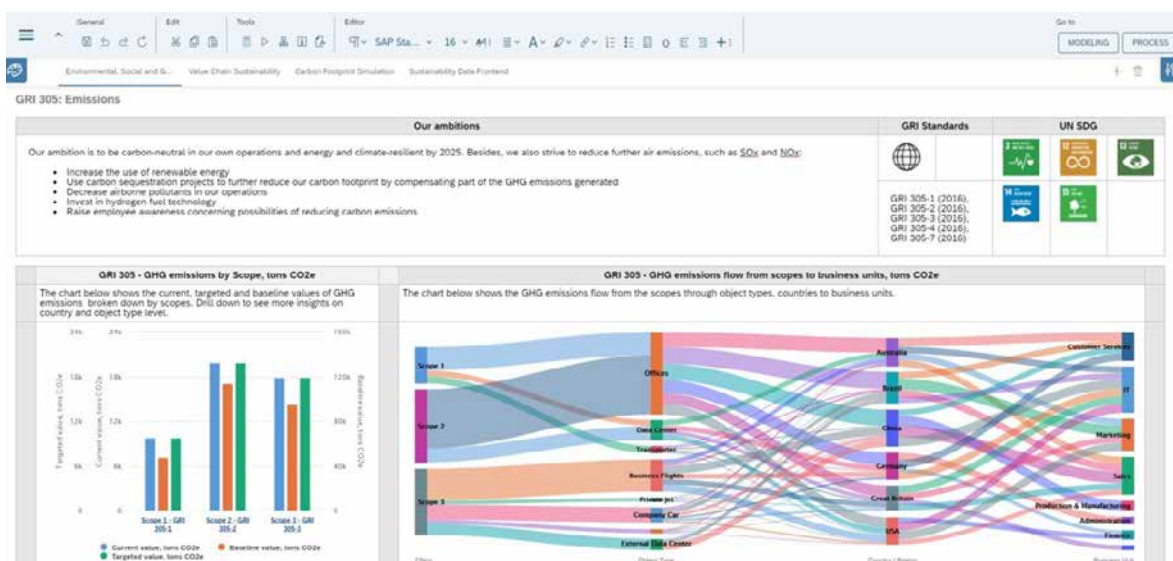 General
Edit
Tools
Editor
Go to
SAP Sta...
16
MODELING
PROCESS
Environmental, Social and G...
Value Chain Sustainability
Carbon Footprint Simulation
Sustainability Data Frontend
GRI 305: Emissions
Our ambitions
GRI Standards
UN SDG
Our ambition is to be carbon-neutral in our own operations and energy and climate-resilient by 2025. Besides, we also strive to reduce further air emissions, such as SOx and NOx:
Increase the use of renewable energy
Use carbon sequestration projects to further reduce our carbon footprint by compensating part of the GHG emissions generated
Decrease airborne pollutants in our operations
Invest in hydrogen fuel technology
Raise employee awareness concerning possibilities of reducing carbon emissions
GRI 305-1 (2016),
GRI 305-2 (2016),
GRI 305-3 (2016),
GRI 305-4 (2016),
GRI 305-7 (2016)
GRI 305 - GHG emissions by Scope, tons CO2e
The chart below shows the current, targeted and baseline values of GHG
emissions broken down by scopes. Drill down to see more insights on
country and object type level.
Targeted value, tons CO2e
Current value, tons CO2e
Baseline value, tons CO2e
18k
18k
120k
12k
12k
80k
40k
0
0
0
Scope 1 - GRI
305-1
Scope 2 - GRI
305-2
Scope 3 - GRI
305-3
Current value, tons CO2e
Baseline value, tons CO2e
Targeted value, tons CO2e
GRI 305 - GHG emissions flow from scopes to business units, tons CO2e
The chart below shows the GHG emissions flow from the scopes through object types, countries to business units.
Scope 1
Scope 2
Scope 3
Offices
Data Center
Transporter
Business Flights
Private Jet
Company Car
External Data Center
Australia
Brazil
China
Germany
Great Britain
USA
Customer Services
IT
Marketing
Sales
Production & Manufacturing
Administration
Finance